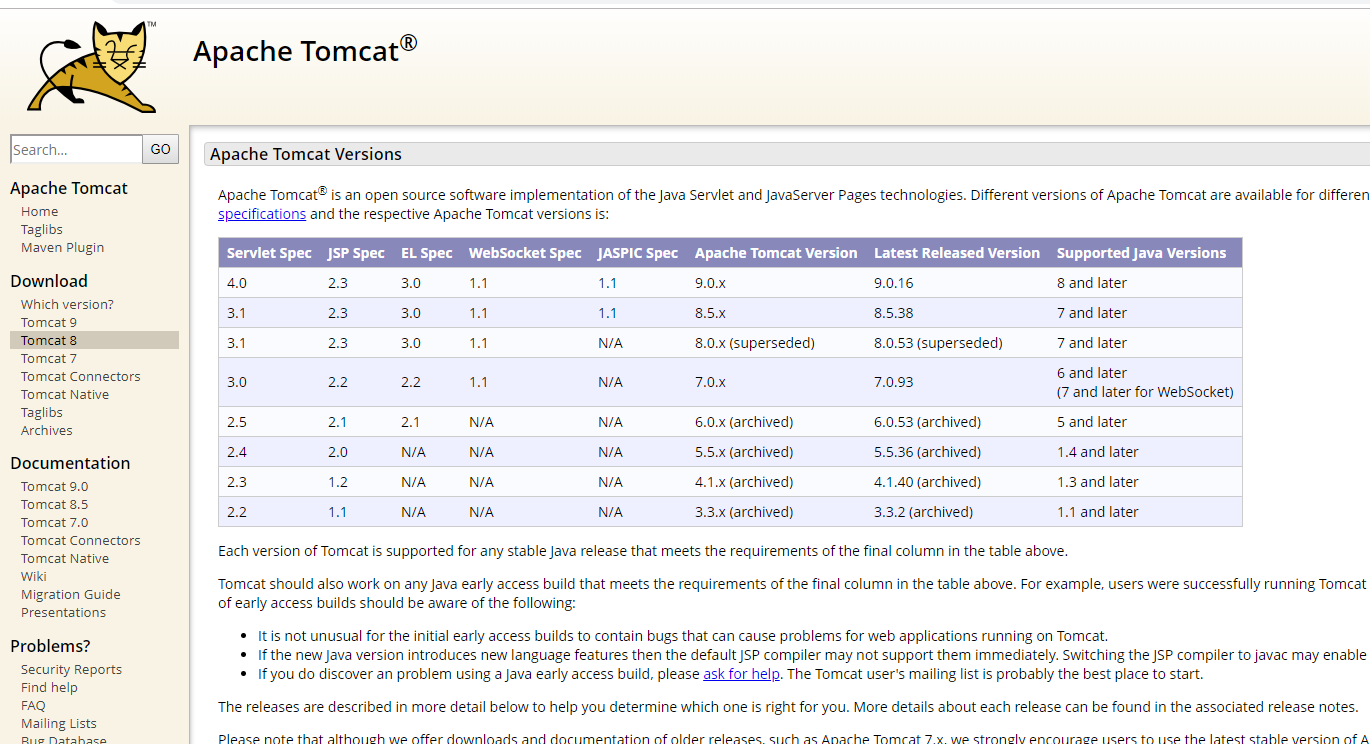 TM
Apache Tomcat®
Search...
GO
Apache Tomcat
Home
Taglibs
Maven Plugin
Download
Which version?
Tomcat 9
Tomcat 8
Tomcat 7
Tomcat Connectors
Tomcat Native
Taglibs
Archives
Documentation
Tomcat 9.0
Tomcat 8.5
Tomcat 7.0
Tomcat Connectors
Tomcat Native
Wiki
Migration Guide
Presentations
Problems?
Security Reports
Find help
FAQ
Mailing Lists
Bug Database
Apache Tomcat Versions
Apache Tomcat® is an open source software implementation of the Java Servlet and JavaServer Pages technologies. Different versions of Apache Tomcat are available for differen
specifications and the respective Apache Tomcat versions is:
Servlet Spec JSP Spec EL Spec WebSocket Spec JASPIC Spec Apache Tomcat Version Latest Released Version Supported Java Versions
4.0 2.3 3.0 1.1 1.1 9.0.x 9.0.16 8 and later
3.1 2.3 3.0 1.1 1.1 8.5.x 8.5.38 7 and later
3.1 2.3 3.0 1.1 N/A 8.0.x (superseded) 8.0.53 (superseded) 7 and later
3.0 2.2 2.2 1.1 N/A 7.0.x 7.0.93 6 and later
(7 and later for WebSocket)
2.5 2.1 2.1 N/A N/A 6.0.x (archived) 6.0.53 (archived) 5 and later
2.4 2.0 N/A N/A N/A 5.5.x (archived) 5.5.36 (archived) 1.4 and later
2.3 1.2 N/A N/A N/A 4.1.x (archived) 4.1.40 (archived) 1.3 and later
2.2 1.1 N/A N/A N/A 3.3.x (archived) 3.3.2 (archived) 1.1 and later
Each version of Tomcat is supported for any stable Java release that meets the requirements of the final column in the table above.
Tomcat should also work on any Java early access build that meets the requirements of the final column in the table above. For example, users were successfully running Tomcat
of early access builds should be aware of the following:
• It is not unusual for the initial early access builds to contain bugs that can cause problems for web applications running on Tomcat.
• If the new Java version introduces new language features then the default JSP compiler may not support them immediately. Switching the JSP compiler to javac may enable
• If you do discover an problem using a Java early access build, please ask for help. The Tomcat user's mailing list is probably the best place to start.
The releases are described in more detail below to help you determine which one is right for you. More details about each release can be found in the associated release notes.
Please note that although we offer downloads and documentation of older releases, such as Apache Tomcat 7.x, we strongly encourage users to use the latest stable version of A